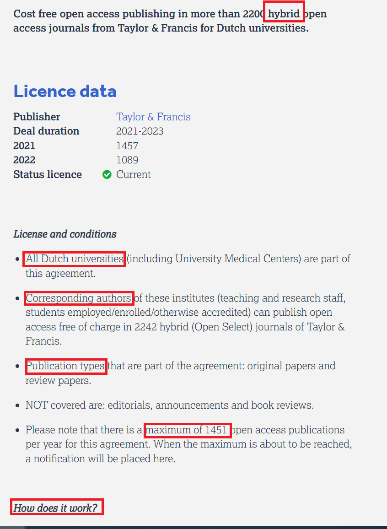 Cost free open access publishing in more than 2200 hybrid open
access journals from Taylor & Francis for Dutch universities.
Licence data
Publisher Taylor & Francis
Deal duration 2021-2023
2021 1457
2022 1089
Status licence Current
License and conditions
• All Dutch universities (including University Medical Centers) are part of
this agreement.
• Corresponding authors of these institutes (teaching and research staff,
students employed/enrolled/otherwise accredited) can publish open
access free of charge in 2242 hybrid (Open Select) journals of Taylor &
Francis.
• Publication types that are part of the agreement: original papers and
review papers.
• NOT covered are: editorials, announcements and book reviews.
• Please note that there is a maximum of 1451 open access publications
per year for this agreement. When the maximum is about to be reached,
a notification will be placed here.
How does it work?